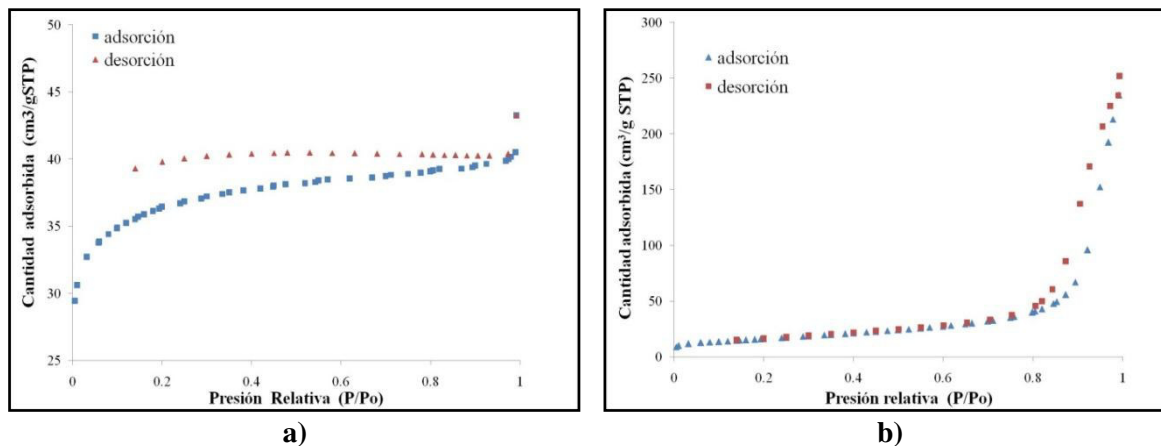 50
45
40
35
30
25
Cantidad adsorbida (cm3/gSTP)
adsorción
desorción
0
0.2
0.4
0.6
0.8
1
Presión Relativa (P/Po)
a)
300
250
200
150
100
50
0
Cantidad adsorbida (cm³/g STP)
adsorción
desorción
0
0.2
0.4
0.6
0.8
1
Presión relativa (P/Po)
b)